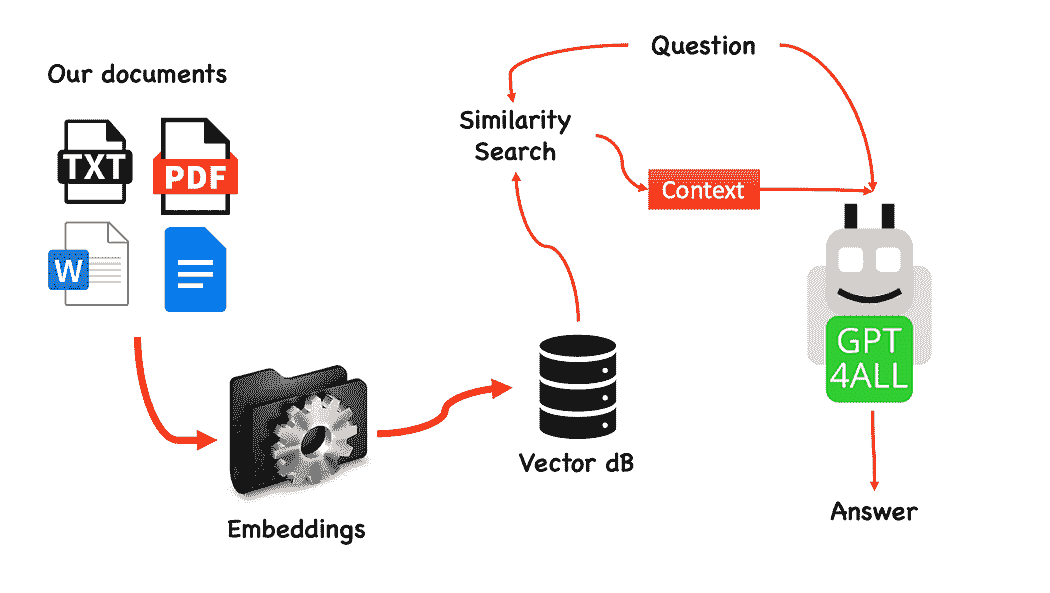 Our documents
TXT
PDF
W
Question
Similarity
Search
Context
GPT
4ALL
Vector dB
Embeddings
Answer